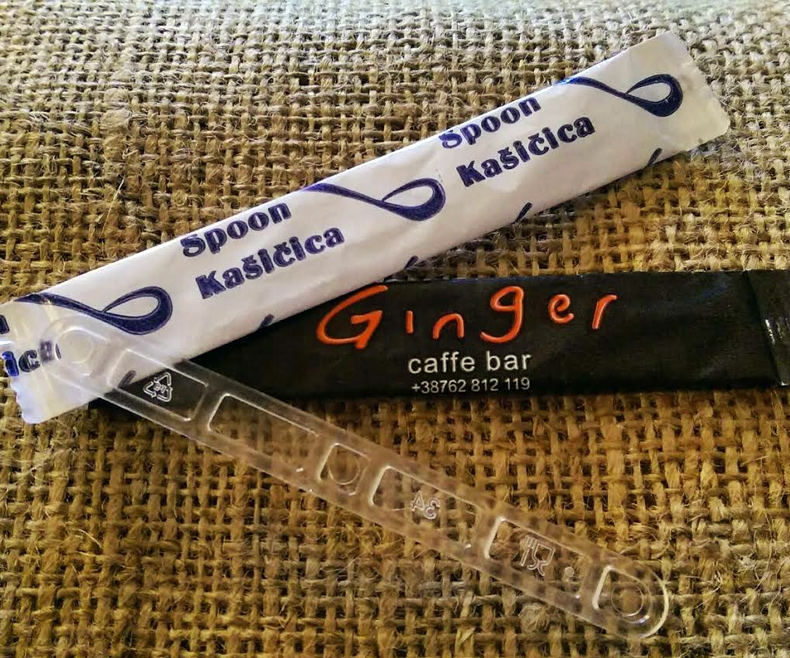 Spoon
Kašičica
Spoon
Kašičica
Ginger
caffe bar
+38762 812 119